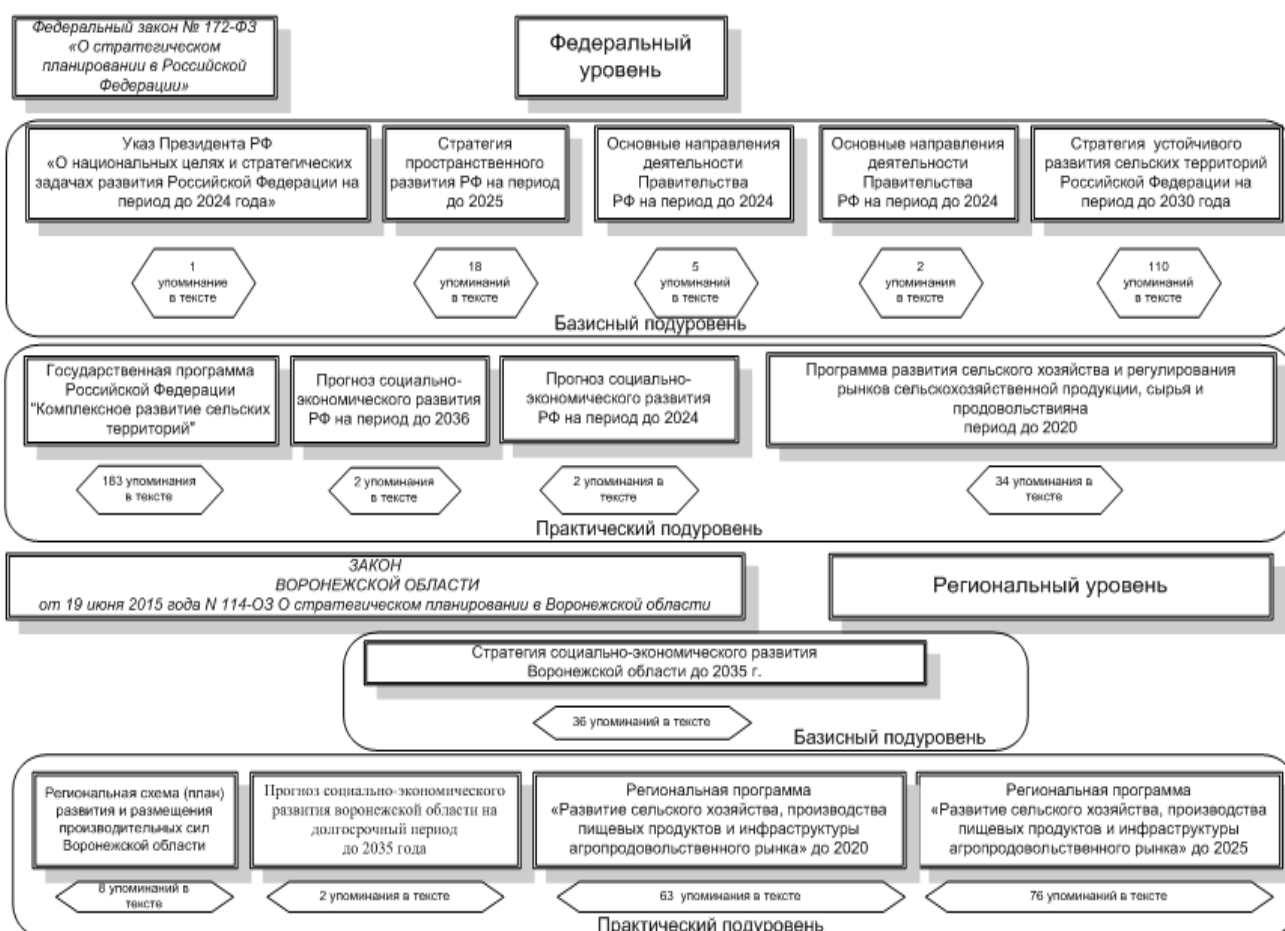 Федеральный закон № 172-ФЗ
«О стратегическом
планировании в Российской
Федерации»
Федеральный
уровень
Указ Президента РФ
«О национальных целях и стратегических
задачах развития Российской Федерации на
период до 2024 года»
Стратегия
пространственного
развития РФ на период
до 2025
Основные направления
деятельности
Правительства
РФ на период до 2024
Основные направления
деятельности
Правительства
РФ на период до 2024
Стратегия устойчивого
развития сельских территорий
Российской Федерации на
период до 2030 года
1
упоминание
в тексте
18
упоминаний
в тексте
5
упоминаний
в тексте
2
упоминания
в тексте
110
упоминаний
в тексте
Базисный подуровень
Государственная программа
Российской Федерации
"Комплексное развитие сельских
территорий"
Прогноз социально-
экономического развития
РФ на период до 2036
Прогноз социально-
экономического развития
РФ на период до 2024
Программа развития сельского хозяйства и регулирования
рынков сельскохозяйственной продукции, сырья и
продовольствияна
период до 2020
183 упоминания
в тексте
2 упоминания
в тексте
2 упоминания в
тексте
34 упоминания в
тексте
Практический подуровень
ЗАКОН
ВОРОНЕЖСКОЙ ОБЛАСТИ
от 19 июня 2015 года N 114-ОЗ О стратегическом планировании в Воронежской области
Региональный уровень
Стратегия социально-экономического развития
Воронежской области до 2035 г.
36 упоминаний в тексте
Базисный подуровень
Региональная схема (план)
развития и размещения
производительных сил
Воронежской области
Прогноз социально-экономического
развития воронежской области на
долгосрочный период
до 2035 года
Региональная программа
«Развитие сельского хозяйства, производства
пищевых продуктов и инфраструктуры
агропродовольственного рынка» до 2020
Региональная программа
«Развитие сельского хозяйства, производства
пищевых продуктов и инфраструктуры
агропродовольственного рынка» до 2025
8 упоминаний в
тексте
2 упоминания в тексте
63 упоминания в тексте
76 упоминаний в тексте
Практический подуровень